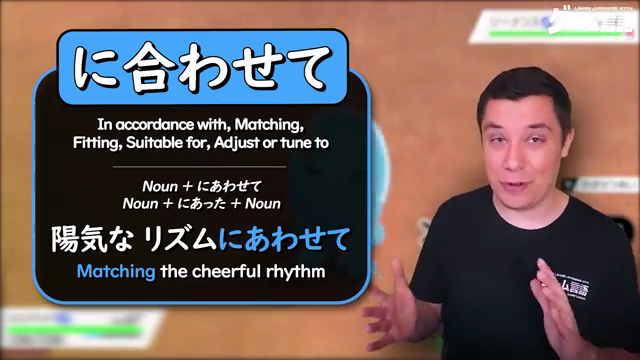 に合わせて
In accordance with, Matching,
Fitting, Suitable for, Adjust or tune to
Noun + にあわせて
Noun + にあった + Noun
陽気な リズムにあわせて
Matching the cheerful rhythm